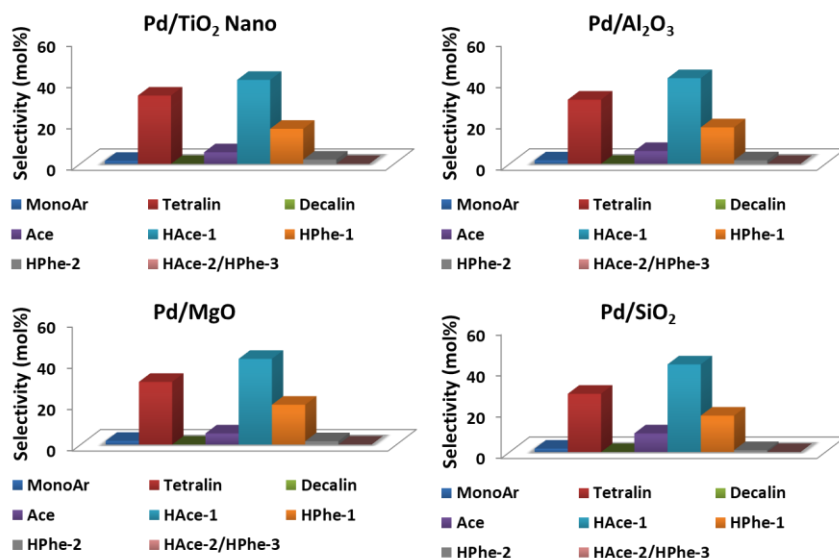 Pd/TiO₂ Nano
Selectivity (mol%)
60
40
20
0
MonoAr Tetralin Decalin
Ace HAce-1 HPhe-1
HPhe-2 HAce-2/HPhe-3
Pd/Al₂O₃
Selectivity (mol%)
60
40
20
0
MonoAr Tetralin Decalin
Ace HAce-1 HPhe-1
HPhe-2 HAce-2/HPhe-3
Pd/MgO
Selectivity (mol%)
60
40
20
0
MonoAr Tetralin Decalin
Ace HAce-1 HPhe-1
HPhe-2 HAce-2/HPhe-3
Pd/SiO₂
Selectivity (mol%)
60
40
20
0
MonoAr Tetralin Decalin
Ace HAce-1 HPhe-1
HPhe-2 HAce-2/HPhe-3